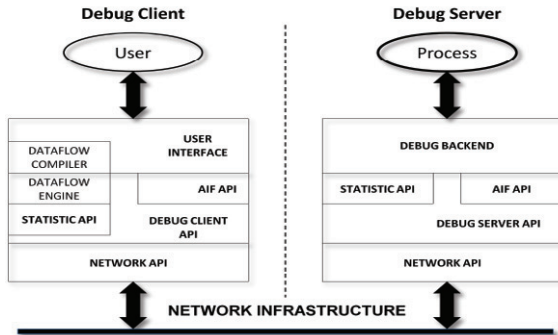 Debug Client
User
USER
INTERFACE
DATAFLOW
COMPILER
DATAFLOW
ENGINE
AIF API
STATISTIC API
DEBUG CLIENT
API
NETWORK API
Debug Server
Process
DEBUG BACKEND
STATISTIC API
AIF API
DEBUG SERVER API
NETWORK API
NETWORK INFRASTRUCTURE